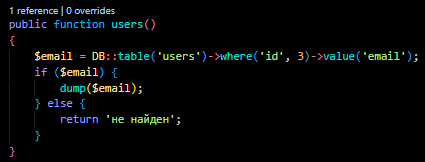 1 reference | 0 overrides
public function users()
{
    $email = DB::table('users')->where('id', 3)->value('email');
    if ($email) {
        dump($email);
    } else {
        return 'не найден';
    }
}